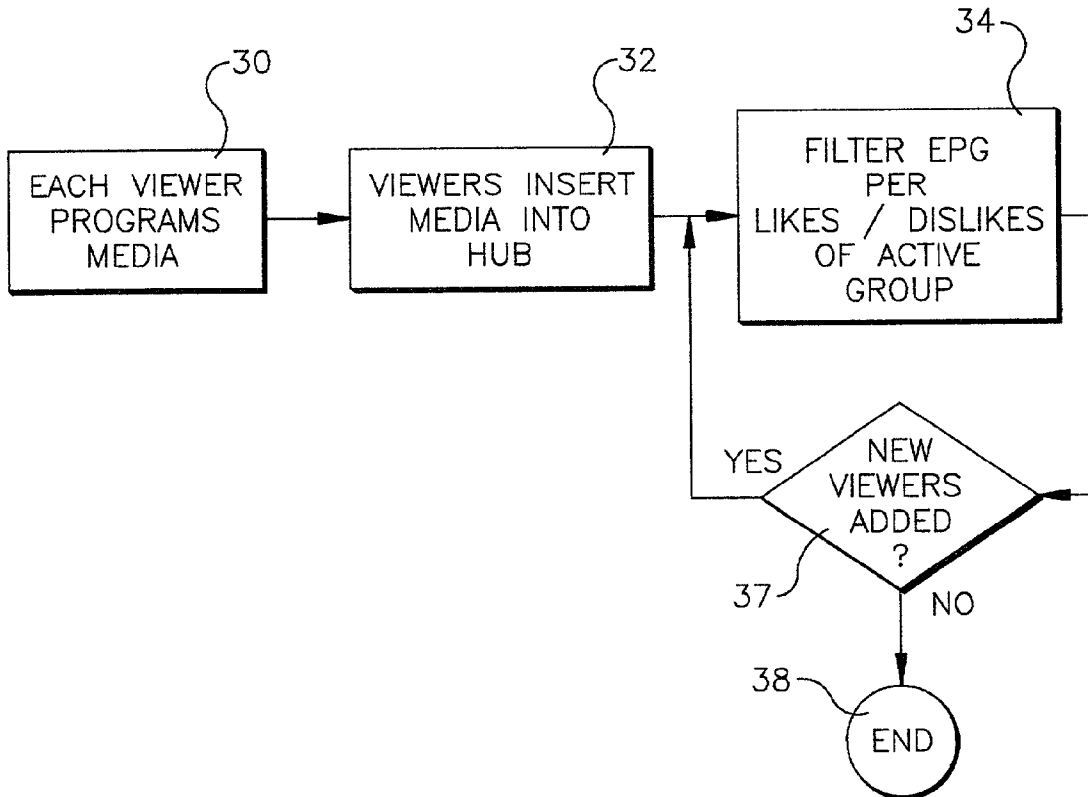 30
EACH VIEWER
PROGRAMS
MEDIA
32
VIEWERS INSERT
MEDIA INTO
HUB
34
FILTER EPG
PER
LIKES / DISLIKES
OF ACTIVE
GROUP
YES
NEW
VIEWERS
ADDED
?
37
NO
38
END